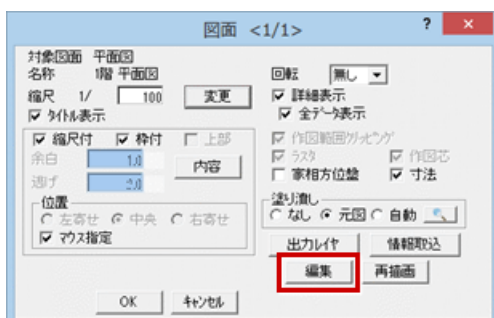 図面 <1/1>
?
×
対象図面 平面図
名称 1階 平面図
縮尺 1/ 100 変更
タイトル表示
縮尺付 枠付 上部
余白 1.0 内容
逃げ 2.0
位置
左寄せ 中央 右寄せ
マウス指定
回転 無し
詳細表示
全データ表示
作図範囲クリッピング
ラスタ 作図芯
家相方位盤 寸法
塗り潰し
なし 元図 自動
出力レイヤ 情報取込
編集 再描画
OK キャンセル